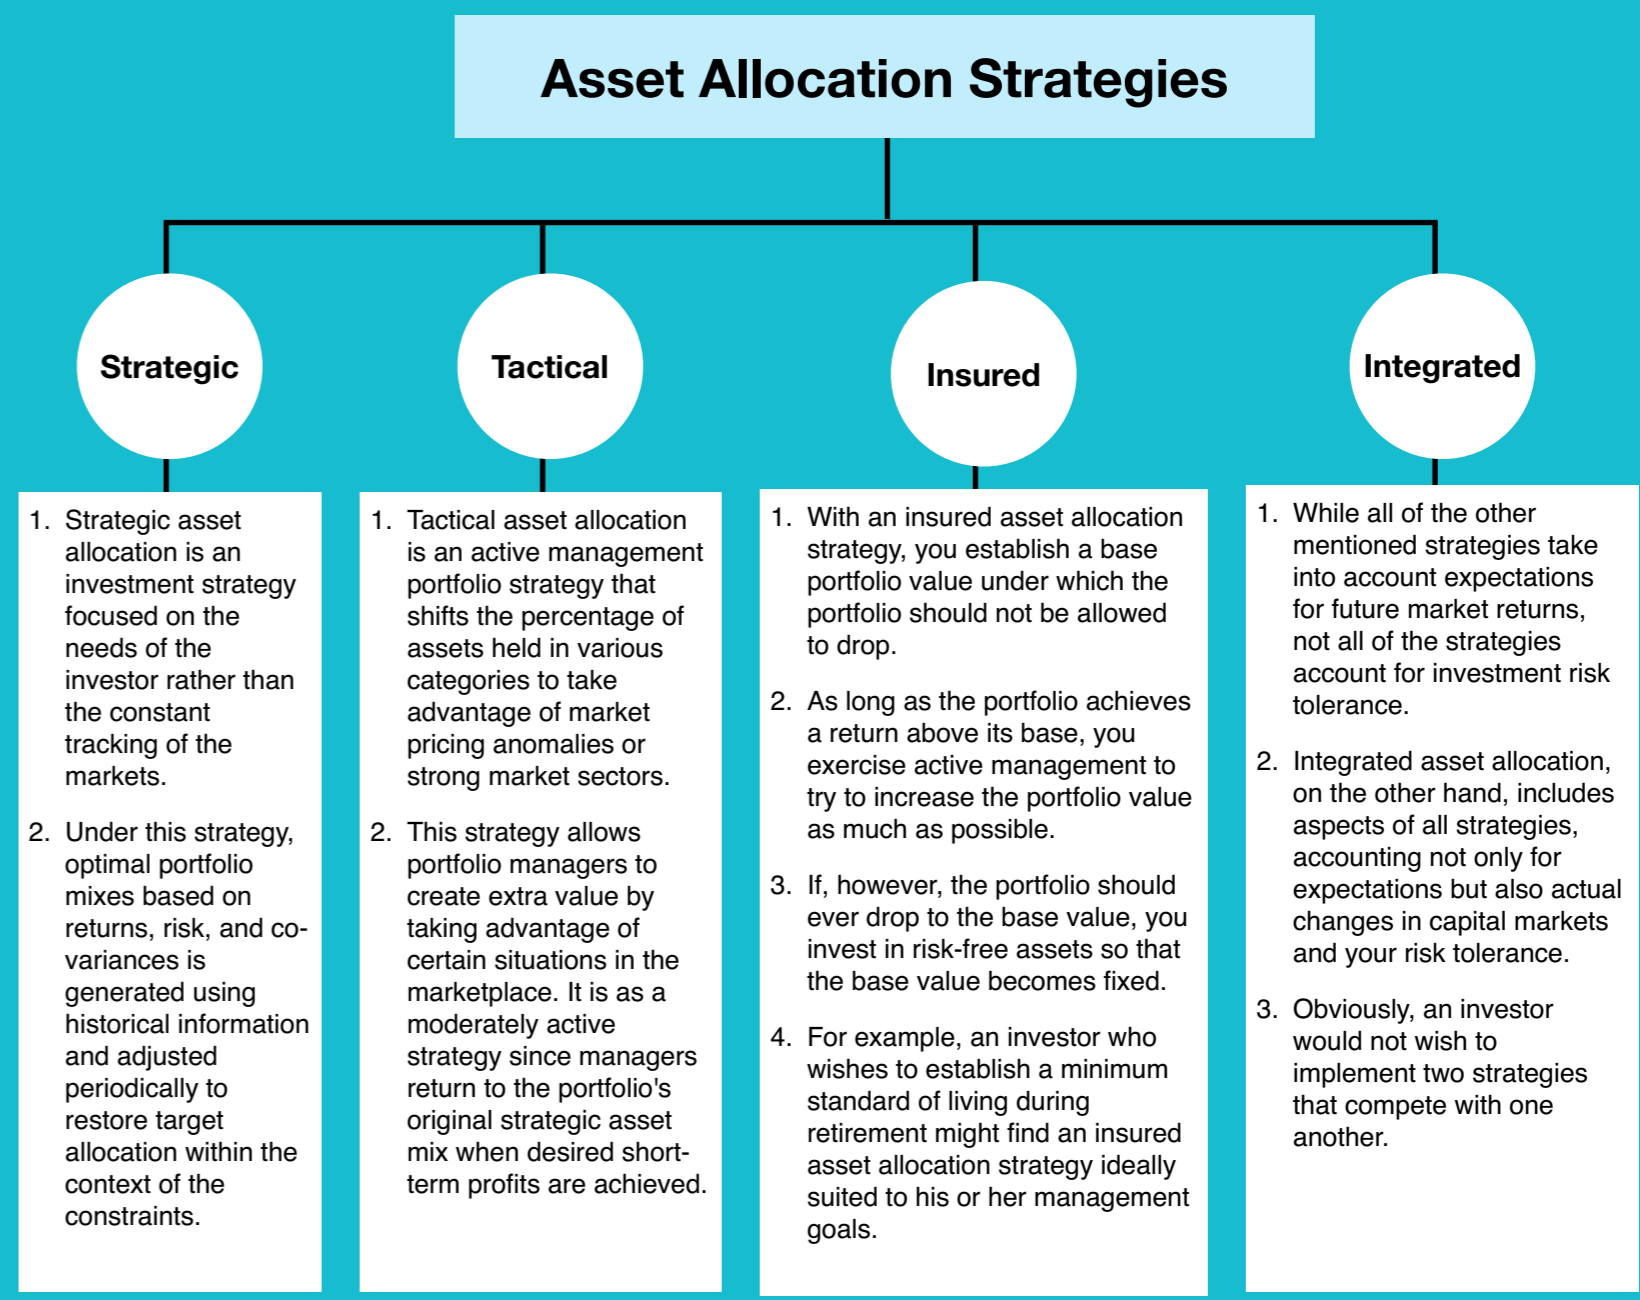 Asset Allocation Strategies
Strategic
1. Strategic asset
allocation is an
investment strategy
focused on the
needs of the
investor rather than
the constant
tracking of the
markets.
2. Under this strategy,
optimal portfolio
mixes based on
returns, risk, and co-
variances is
generated using
historical information
and adjusted
periodically to
restore target
allocation within the
context of the
constraints.
Tactical
1. Tactical asset allocation
is an active management
portfolio strategy that
shifts the percentage of
assets held in various
categories to take
advantage of market
pricing anomalies or
strong market sectors.
2. This strategy allows
portfolio managers to
create extra value by
taking advantage of
certain situations in the
marketplace. It is as a
moderately active
strategy since managers
return to the portfolio's
original strategic asset
mix when desired short-
term profits are achieved.
Insured
1. With an insured asset allocation
strategy, you establish a base
portfolio value under which the
portfolio should not be allowed
to drop.
2. As long as the portfolio achieves
a return above its base, you
exercise active management to
try to increase the portfolio value
as much as possible.
3. If, however, the portfolio should
ever drop to the base value, you
invest in risk-free assets so that
the base value becomes fixed.
4. For example, an investor who
wishes to establish a minimum
standard of living during
retirement might find an insured
asset allocation strategy ideally
suited to his or her management
goals.
Integrated
1. While all of the other
mentioned strategies take
into account expectations
for future market returns,
not all of the strategies
account for investment risk
tolerance.
2. Integrated asset allocation,
on the other hand, includes
aspects of all strategies,
accounting not only for
expectations but also actual
changes in capital markets
and your risk tolerance.
3. Obviously, an investor
would not wish to
implement two strategies
that compete with one
another.